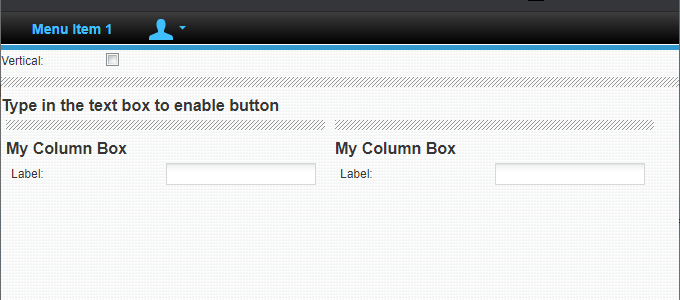 Menu Item 1
Vertical:
Type in the text box to enable button
My Column Box My Column Box
Label: Label: